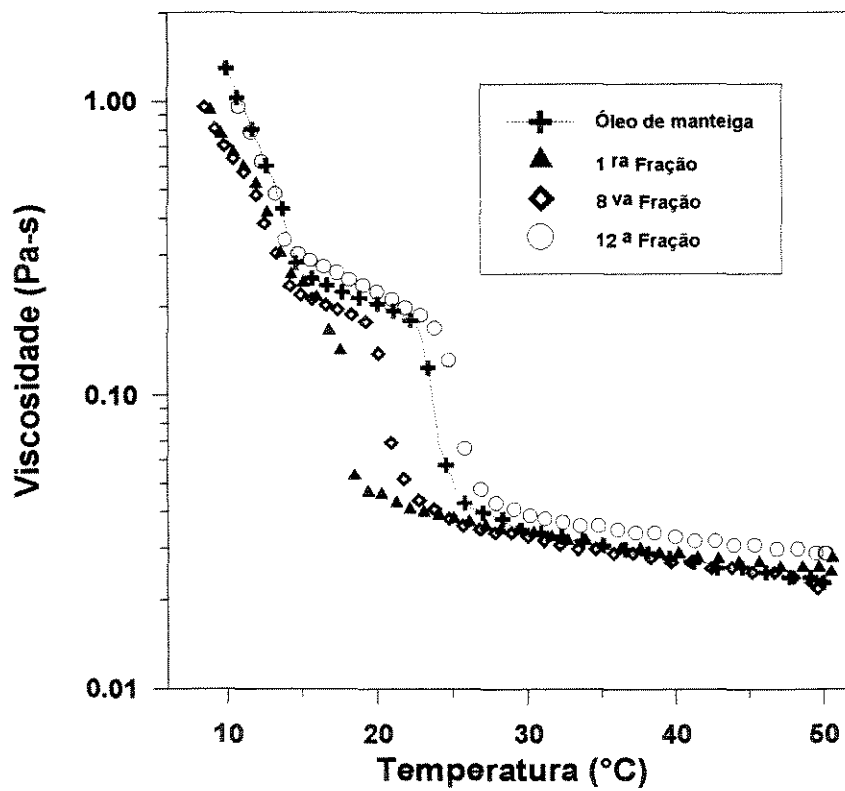 Viscosidade (Pa-s)
1.00
0.10
0.01
Óleo de manteiga
1 ra Fração
8 va Fração
12 a Fração
10 20 30 40 50
Temperatura (°C)